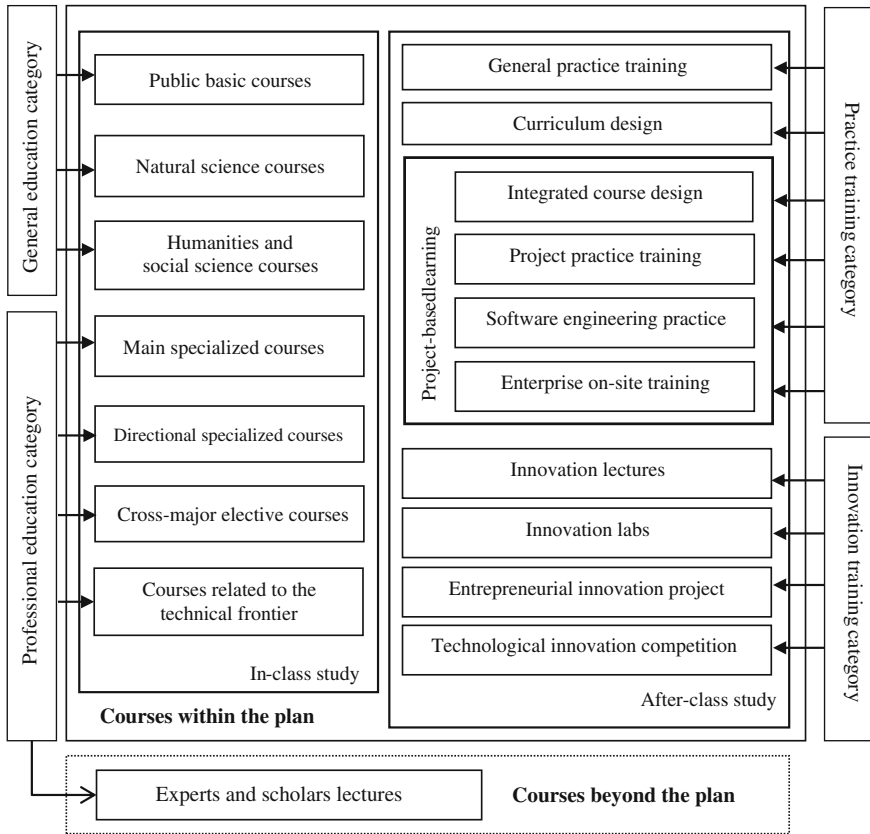 General education category
Professional education category
Public basic courses
Natural science courses
Humanities and
social science courses
Main specialized courses
Directional specialized courses
Cross-major elective courses
Courses related to the
technical frontier
In-class study
Courses within the plan
General practice training
Curriculum design
Project-basedlearning
Integrated course design
Project practice training
Software engineering practice
Enterprise on-site training
Innovation lectures
Innovation labs
Entrepreneurial innovation project
Technological innovation competition
After-class study
Practice training category
Innovation training category
Experts and scholars lectures
Courses beyond the plan